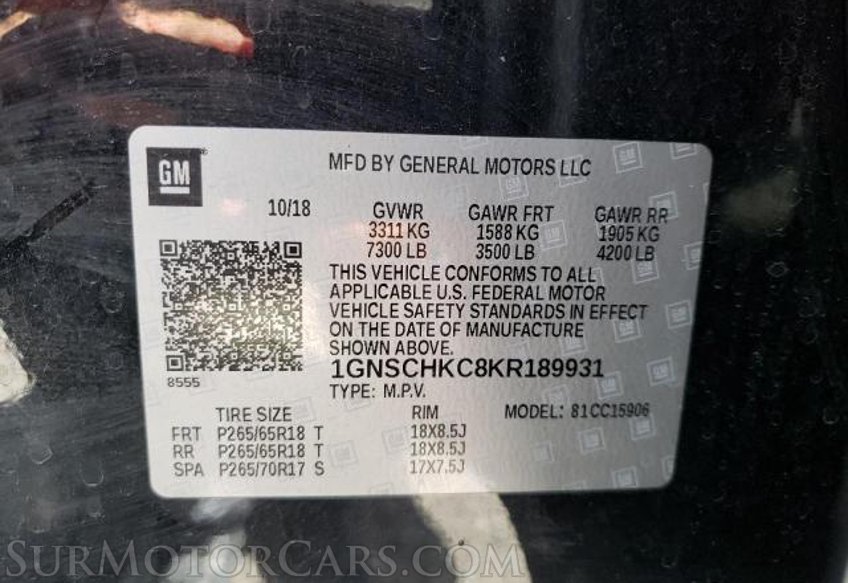 GM
MFD BY GENERAL MOTORS LLC
10/18 GVWR GAWR FRT GAWR RR
3311 KG 1588 KG 1905 KG
7300 LB 3500 LB 4200 LB
THIS VEHICLE CONFORMS TO ALL
APPLICABLE U.S. FEDERAL MOTOR
VEHICLE SAFETY STANDARDS IN EFFECT
ON THE DATE OF MANUFACTURE
SHOWN ABOVE.
8555
1GNSCHKC8KR189931
TYPE: M.P.V.
TIRE SIZE RIM MODEL: 81CC15906
FRT P265/65R18 T 18X8.5J
RR P265/65R18 T 18X8.5J
SPA P265/70R17 S 17X7.5J
SurMotorCars.com